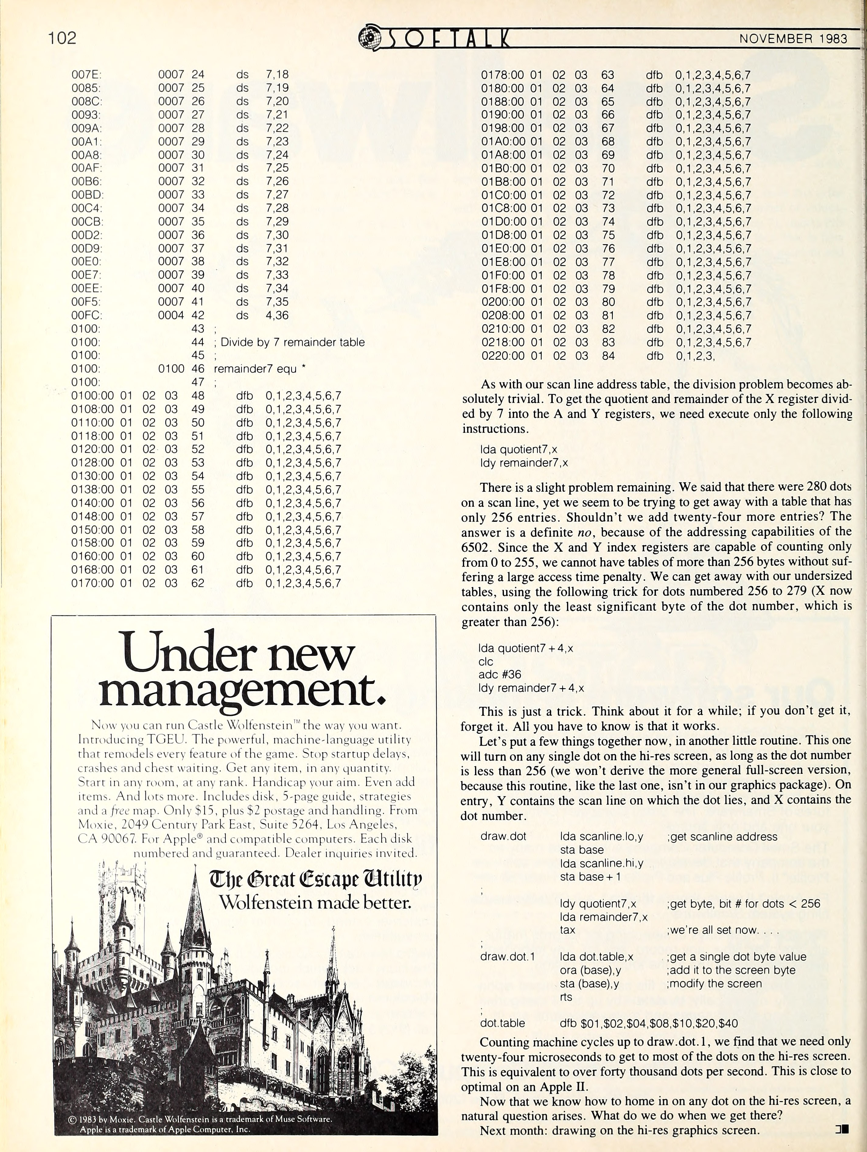 102
SOFTALK
NOVEMBER 1983
007E: 0007 24 ds 7,18
0085: 0007 25 ds 7,19
008C: 0007 26 ds 7,20
0093: 0007 27 ds 7,21
009A: 0007 28 ds 7,22
00A1: 0007 29 ds 7,23
00A8: 0007 30 ds 7,24
00AF: 0007 31 ds 7,25
00B6: 0007 32 ds 7,26
00BD: 0007 33 ds 7,27
00C4: 0007 34 ds 7,28
00CB: 0007 35 ds 7,29
00D2: 0007 36 ds 7,30
00D9: 0007 37 ds 7,31
00E0: 0007 38 ds 7,32
00E7: 0007 39 ds 7,33
00EE: 0007 40 ds 7,34
00F5: 0007 41 ds 7,35
00FC: 0004 42 ds 4,36
0100: 43 ;
0100: 44 ; Divide by 7 remainder table
0100: 45 ;
0100: 0100 46 remainder7 equ *
0100: 47 ;
0100:00 01 02 03 48 dfb 0,1,2,3,4,5,6,7
0108:00 01 02 03 49 dfb 0,1,2,3,4,5,6,7
0110:00 01 02 03 50 dfb 0,1,2,3,4,5,6,7
0118:00 01 02 03 51 dfb 0,1,2,3,4,5,6,7
0120:00 01 02 03 52 dfb 0,1,2,3,4,5,6,7
0128:00 01 02 03 53 dfb 0,1,2,3,4,5,6,7
0130:00 01 02 03 54 dfb 0,1,2,3,4,5,6,7
0138:00 01 02 03 55 dfb 0,1,2,3,4,5,6,7
0140:00 01 02 03 56 dfb 0,1,2,3,4,5,6,7
0148:00 01 02 03 57 dfb 0,1,2,3,4,5,6,7
0150:00 01 02 03 58 dfb 0,1,2,3,4,5,6,7
0158:00 01 02 03 59 dfb 0,1,2,3,4,5,6,7
0160:00 01 02 03 60 dfb 0,1,2,3,4,5,6,7
0168:00 01 02 03 61 dfb 0,1,2,3,4,5,6,7
0170:00 01 02 03 62 dfb 0,1,2,3,4,5,6,7
Under new
management.
Now you can run Castle Wolfenstein™ the way you want.
Introducing TGEU. The powerful, machine-language utility
that remodels every feature of the game. Stop startup delays,
crashes and chest waiting. Get any item, in any quantity.
Start in any room, at any rank. Handicap your aim. Even add
items. And lots more. Includes disk, 5-page guide, strategies
and a free map. Only $15, plus $2 postage and handling. From
Moxie, 2049 Century Park East, Suite 5264, Los Angeles,
CA 90067. For Apple® and compatible computers. Each disk
numbered and guaranteed. Dealer inquiries invited.
The Great Escape Utility
Wolfenstein made better.
© 1983 by Moxie. Castle Wolfenstein is a trademark of Muse Software.
Apple is a trademark of Apple Computer, Inc.
0178:00 01 02 03 63 dfb 0,1,2,3,4,5,6,7
0180:00 01 02 03 64 dfb 0,1,2,3,4,5,6,7
0188:00 01 02 03 65 dfb 0,1,2,3,4,5,6,7
0190:00 01 02 03 66 dfb 0,1,2,3,4,5,6,7
0198:00 01 02 03 67 dfb 0,1,2,3,4,5,6,7
01A0:00 01 02 03 68 dfb 0,1,2,3,4,5,6,7
01A8:00 01 02 03 69 dfb 0,1,2,3,4,5,6,7
01B0:00 01 02 03 70 dfb 0,1,2,3,4,5,6,7
01B8:00 01 02 03 71 dfb 0,1,2,3,4,5,6,7
01C0:00 01 02 03 72 dfb 0,1,2,3,4,5,6,7
01C8:00 01 02 03 73 dfb 0,1,2,3,4,5,6,7
01D0:00 01 02 03 74 dfb 0,1,2,3,4,5,6,7
01D8:00 01 02 03 75 dfb 0,1,2,3,4,5,6,7
01E0:00 01 02 03 76 dfb 0,1,2,3,4,5,6,7
01E8:00 01 02 03 77 dfb 0,1,2,3,4,5,6,7
01F0:00 01 02 03 78 dfb 0,1,2,3,4,5,6,7
01F8:00 01 02 03 79 dfb 0,1,2,3,4,5,6,7
0200:00 01 02 03 80 dfb 0,1,2,3,4,5,6,7
0208:00 01 02 03 81 dfb 0,1,2,3,4,5,6,7
0210:00 01 02 03 82 dfb 0,1,2,3,4,5,6,7
0218:00 01 02 03 83 dfb 0,1,2,3,4,5,6,7
0220:00 01 02 03 84 dfb 0,1,2,3,
As with our scan line address table, the division problem becomes ab-
solutely trivial. To get the quotient and remainder of the X register divid-
ed by 7 into the A and Y registers, we need execute only the following
instructions.
lda quotient7,x
ldy remainder7,x
There is a slight problem remaining. We said that there were 280 dots
on a scan line, yet we seem to be trying to get away with a table that has
only 256 entries. Shouldn't we add twenty-four more entries? The
answer is a definite no, because of the addressing capabilities of the
6502. Since the X and Y index registers are capable of counting only
from 0 to 255, we cannot have tables of more than 256 bytes without suf-
fering a large access time penalty. We can get away with our undersized
tables, using the following trick for dots numbered 256 to 279 (X now
contains only the least significant byte of the dot number, which is
greater than 256):
lda quotient7+4,x
clc
adc #36
ldy remainder7+4,x
This is just a trick. Think about it for a while; if you don't get it,
forget it. All you have to know is that it works.
Let's put a few things together now, in another little routine. This one
will turn on any single dot on the hi-res screen, as long as the dot number
is less than 256 (we won't derive the more general full-screen version,
because this routine, like the last one, isn't in our graphics package). On
entry, Y contains the scan line on which the dot lies, and X contains the
dot number.
draw.dot lda scanline.lo,y ;get scanline address
sta base
lda scanline.hi,y
sta base+1
;
ldy quotient7,x ;get byte, bit # for dots < 256
lda remainder7,x
tax ;we're all set now. . . .
;
draw.dot.1 lda dot.table,x ;get a single dot byte value
ora (base),y ;add it to the screen byte
sta (base),y ;modify the screen
rts
;
dot.table dfb $01,$02,$04,$08,$10,$20,$40
Counting machine cycles up to draw.dot.1, we find that we need only
twenty-four microseconds to get to most of the dots on the hi-res screen.
This is equivalent to over forty thousand dots per second. This is close to
optimal on an Apple II.
Now that we know how to home in on any dot on the hi-res screen, a
natural question arises. What do we do when we get there?
Next month: drawing on the hi-res graphics screen.